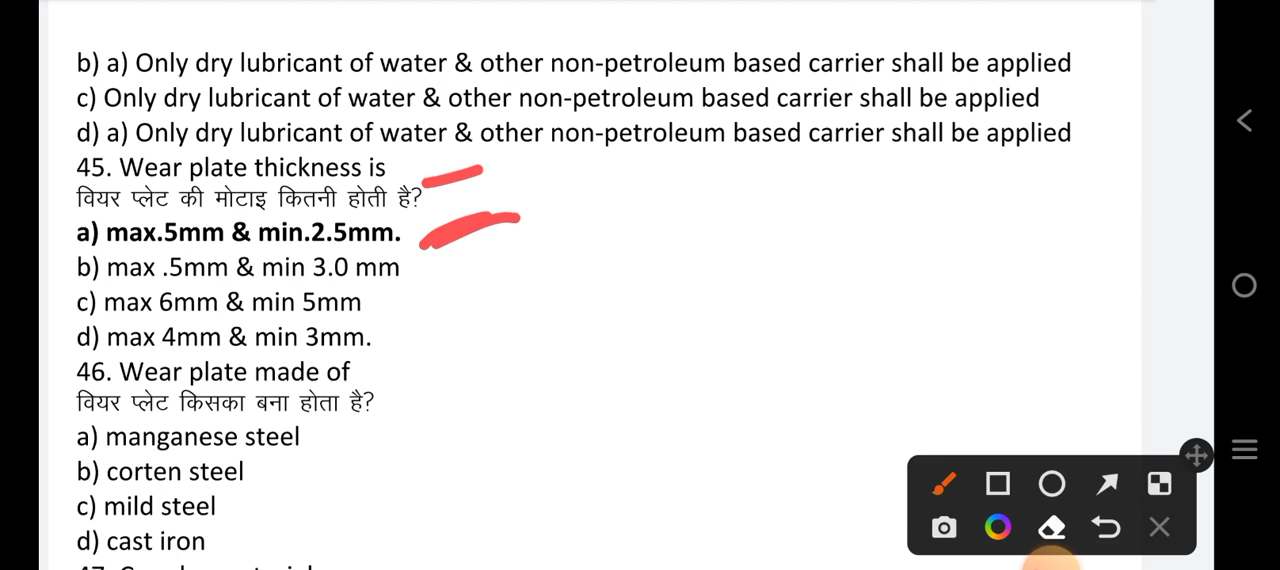 b) a) Only dry lubricant of water & other non-petroleum based carrier shall be applied
c) Only dry lubricant of water & other non-petroleum based carrier shall be applied
d) a) Only dry lubricant of water & other non-petroleum based carrier shall be applied
45. Wear plate thickness is
वियर प्लेट की मोटाइ कितनी होती है?
a) max.5mm & min.2.5mm.
b) max .5mm & min 3.0 mm
c) max 6mm & min 5mm
d) max 4mm & min 3mm.
46. Wear plate made of
वियर प्लेट किसका बना होता है?
a) manganese steel
b) corten steel
c) mild steel
d) cast iron